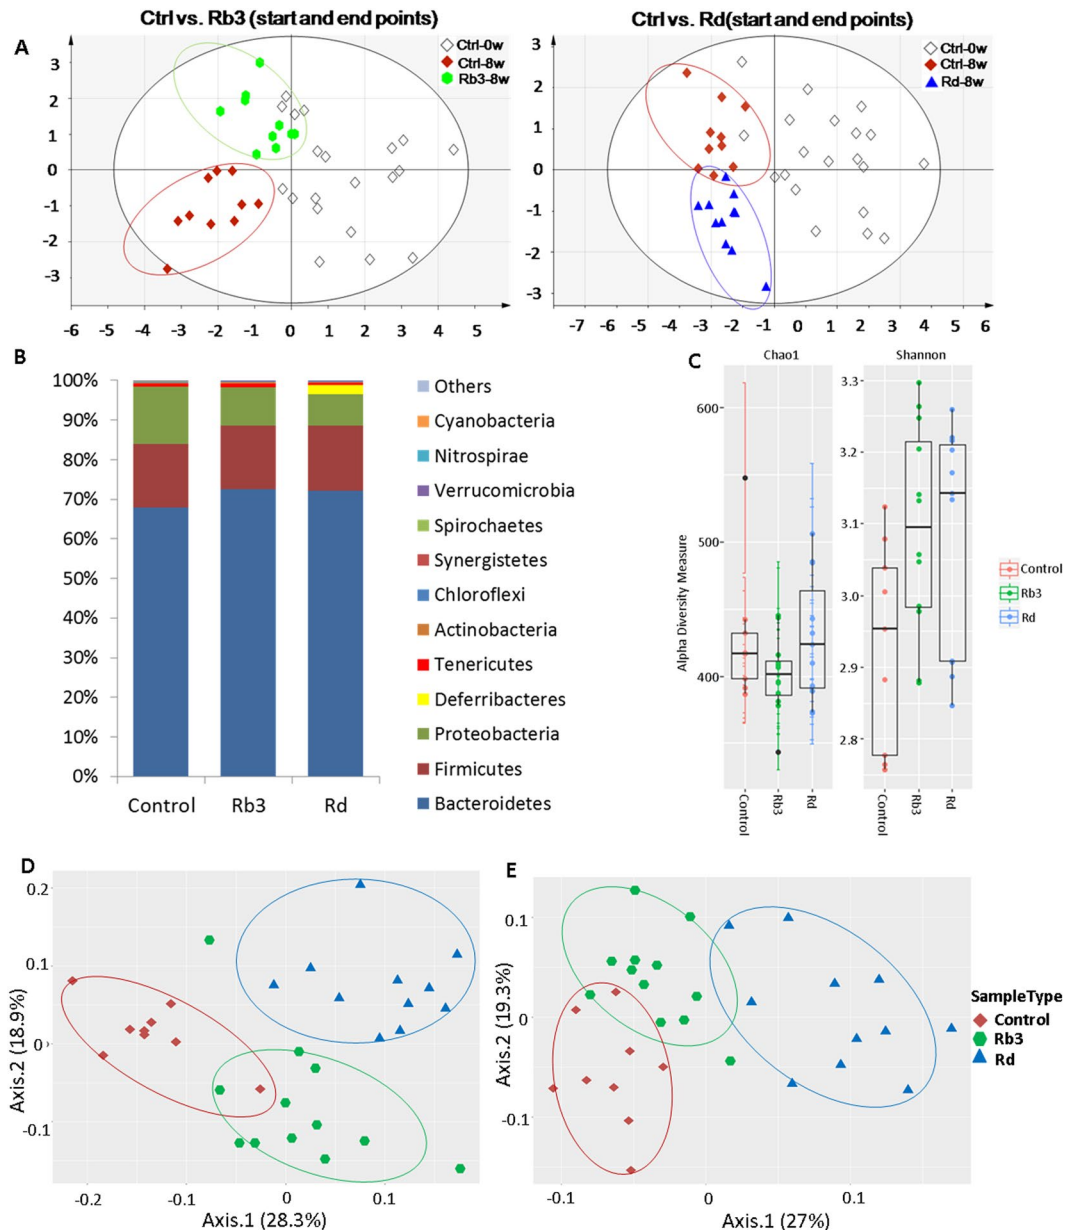 Ctrl vs. Rb3 (start and end points)
Ctrl vs. Rd(start and end points)
A
Ctrl-0w
Ctrl-8w
Rb3-8w
3
2
1
0
-1
-2
-3
-6 -5 -4 -3 -2 -1 0 1 2 3 4 5
Ctrl-0w
Ctrl-8w
Rd-8w
3
2
1
0
-1
-2
-3
-7 -6 -5 -4 -3 -2 -1 0 1 2 3 4 5 6
B
100%
90%
80%
70%
60%
50%
40%
30%
20%
10%
0%
Control Rb3 Rd
Others
Cyanobacteria
Nitrospirae
Verrucomicrobia
Spirochaetes
Synergistetes
Chloroflexi
Actinobacteria
Tenericutes
Deferribacteres
Proteobacteria
Firmicutes
Bacteroidetes
C
Chao1
Shannon
Alpha Diversity Measure
600
500
400
3.3
3.2
3.1
3.0
2.9
2.8
Control
Rb3
Rd
Control
Rb3
Rd
Control
Rb3
Rd
D
Axis.2 (18.9%)
0.2
0.1
0
-0.1
-0.2 -0.1 0 0.1
Axis.1 (28.3%)
E
Axis.2 (19.3%)
0.1
0
-0.1
-0.1 0 0.1
Axis.1 (27%)
SampleType
Control
Rb3
Rd